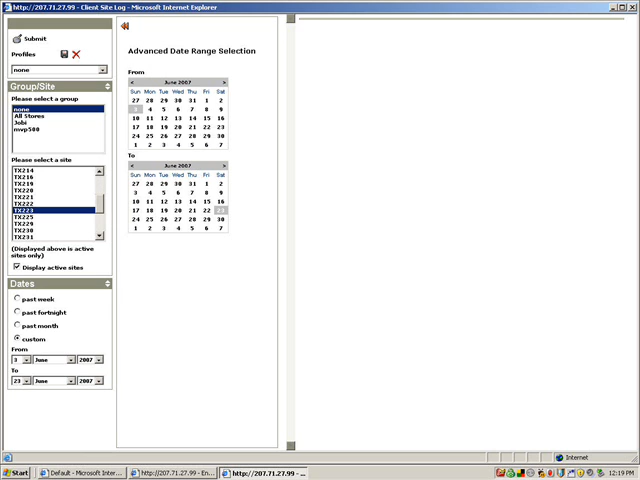 http://207.71.27.99 - Client Site Log - Microsoft Internet Explorer
Submit
Profiles
none
Group/Site
Please select a group
none
All Stores
Jobi
mvp500
Please select a site
TX214
TX216
TX219
TX220
TX221
TX222
TX223
TX225
TX229
TX230
TX231
(Displayed above is active
sites only)
Display active sites
Dates
past week
past fortnight
past month
custom
From
3 June 2007
To
23 June 2007
Advanced Date Range Selection
From
< June 2007 >
Sun Mon Tue Wed Thu Fri Sat
27 28 29 30 31 1 2
3 4 5 6 7 8 9
10 11 12 13 14 15 16
17 18 19 20 21 22 23
24 25 26 27 28 29 30
1 2 3 4 5 6 7
To
< June 2007 >
Sun Mon Tue Wed Thu Fri Sat
27 28 29 30 31 1 2
3 4 5 6 7 8 9
10 11 12 13 14 15 16
17 18 19 20 21 22 23
24 25 26 27 28 29 30
1 2 3 4 5 6 7
Internet
Start
Default - Microsoft Inter...
http://207.71.27.99 - En...
http://207.71.27.99 - ...
12:19 PM